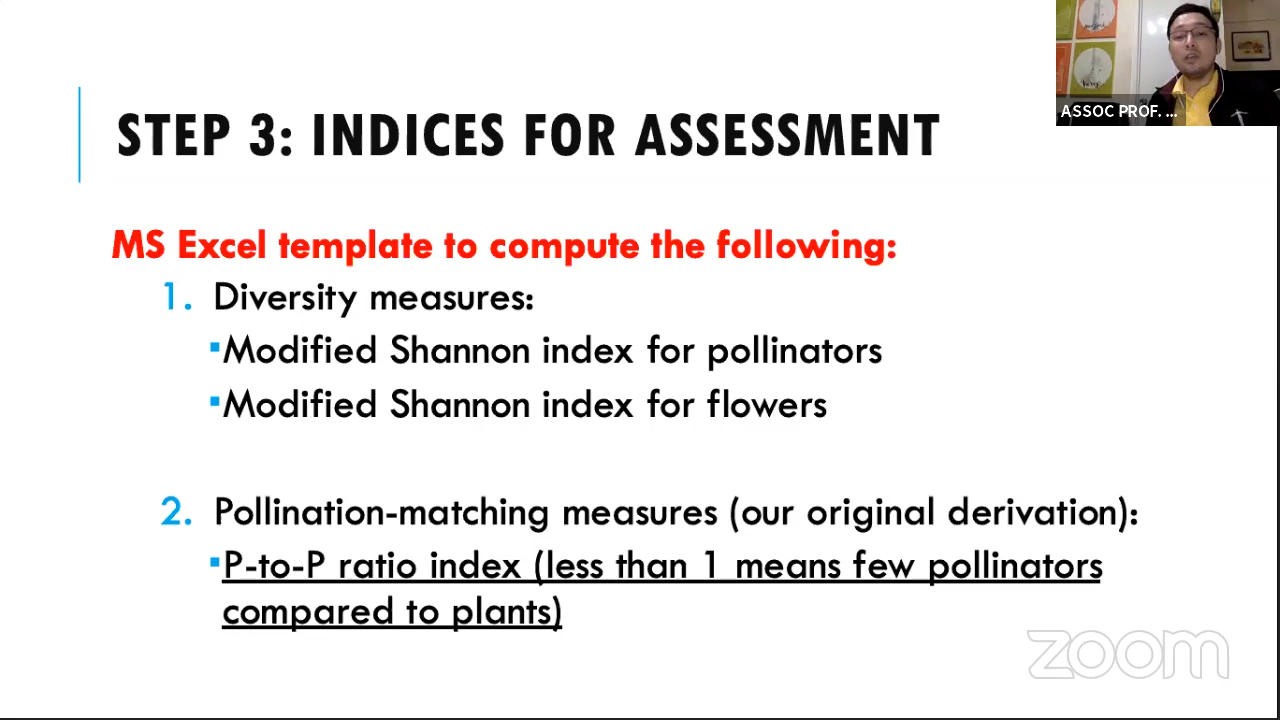 STEP 3: INDICES FOR ASSESSMENT
ASSOC PROF. ...
MS Excel template to compute the following:
1. Diversity measures:
▪Modified Shannon index for pollinators
▪Modified Shannon index for flowers
2. Pollination-matching measures (our original derivation):
▪P-to-P ratio index (less than 1 means few pollinators
compared to plants)
zoom